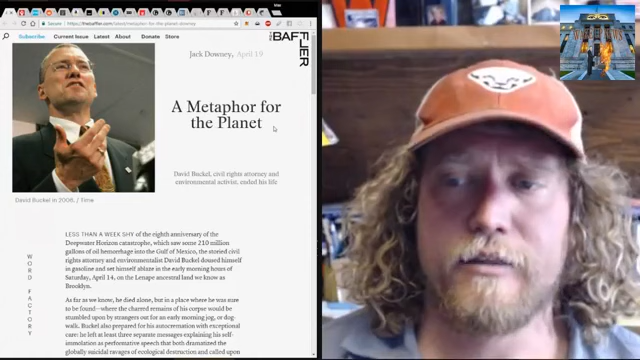 Secure | https://thebaffler.com/latest/metaphor-for-the-planet-downey
Subscribe Current Issue Latest About Donate Store
THE BAFFLER
Jack Downey, April 19
A Metaphor for
the Planet
David Buckel, civil rights attorney and
environmental activist, ended his life
David Buckel in 2006. / Time
WORD FACTORY
LESS THAN A WEEK SHY of the eighth anniversary of the
Deepwater Horizon catastrophe, which saw some 210 million
gallons of oil hemorrhage into the Gulf of Mexico, the storied civil
rights attorney and environmentalist David Buckel doused himself
in gasoline and set himself ablaze in the early morning hours of
Saturday, April 14, on the Lenape ancestral land we know as
Brooklyn.
As far as we know, he died alone, but in a place where he was sure
to be found—where the charred remains of his corpse would be
stumbled upon by strangers out for an early morning jog, or dog-
walk. Buckel also prepared for his autocremation with exceptional
care: he left at least three separate messages explaining his self-
immolation as performative speech that both dramatized the
globally suicidal ravages of ecological destruction and called upon